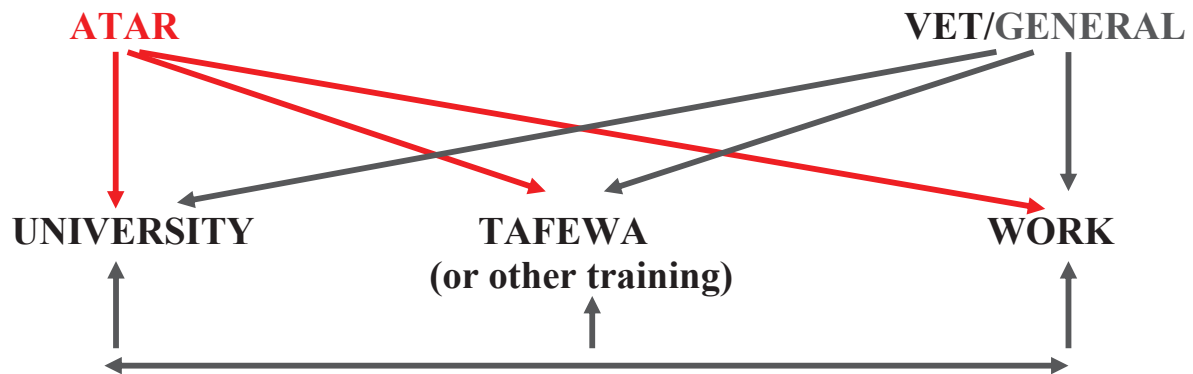 ATAR VET/GENERAL
UNIVERSITY TAFEWA WORK
(or other training)